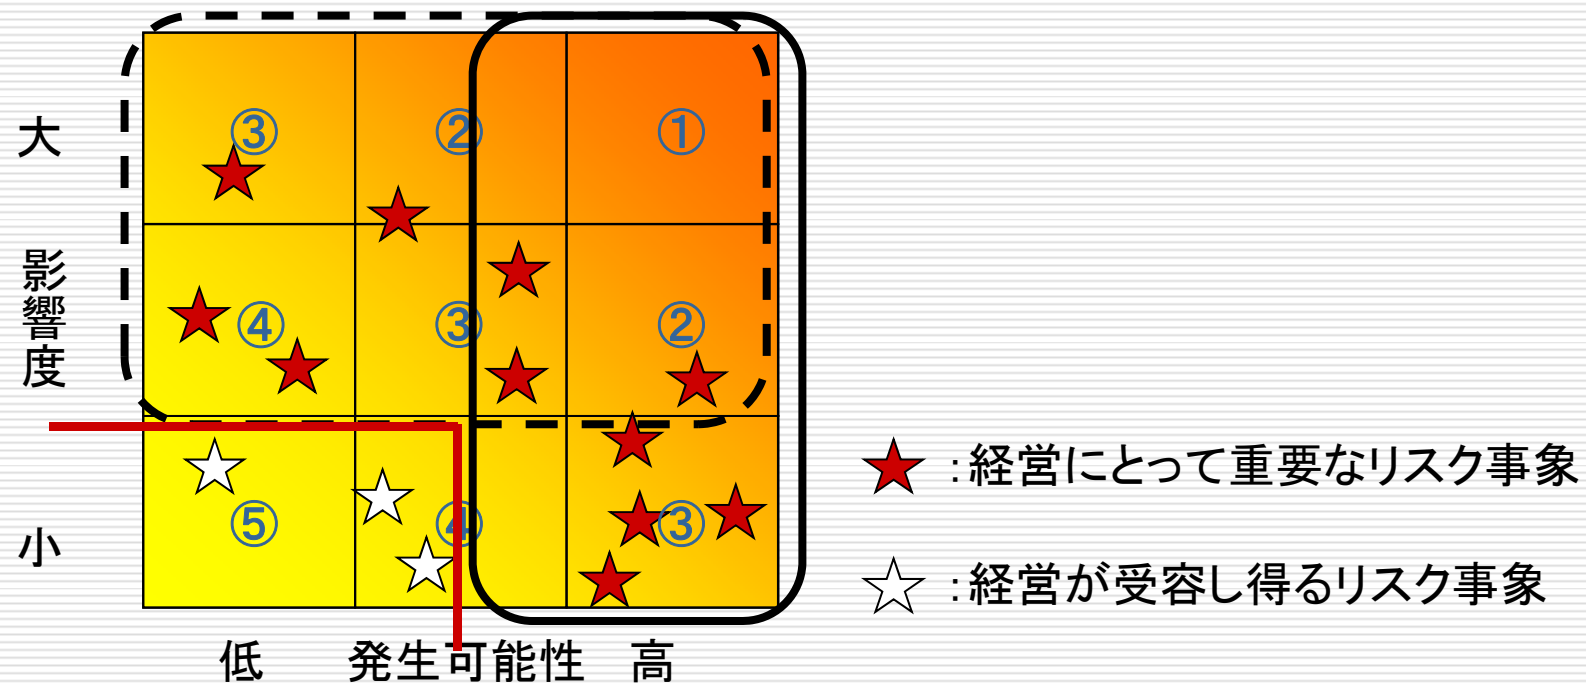 大
③ ② ①
影響度
④ ③ ②
小
⑤ ④ ③
低 発生可能性 高
:経営にとって重要なリスク事象
:経営が受容し得るリスク事象